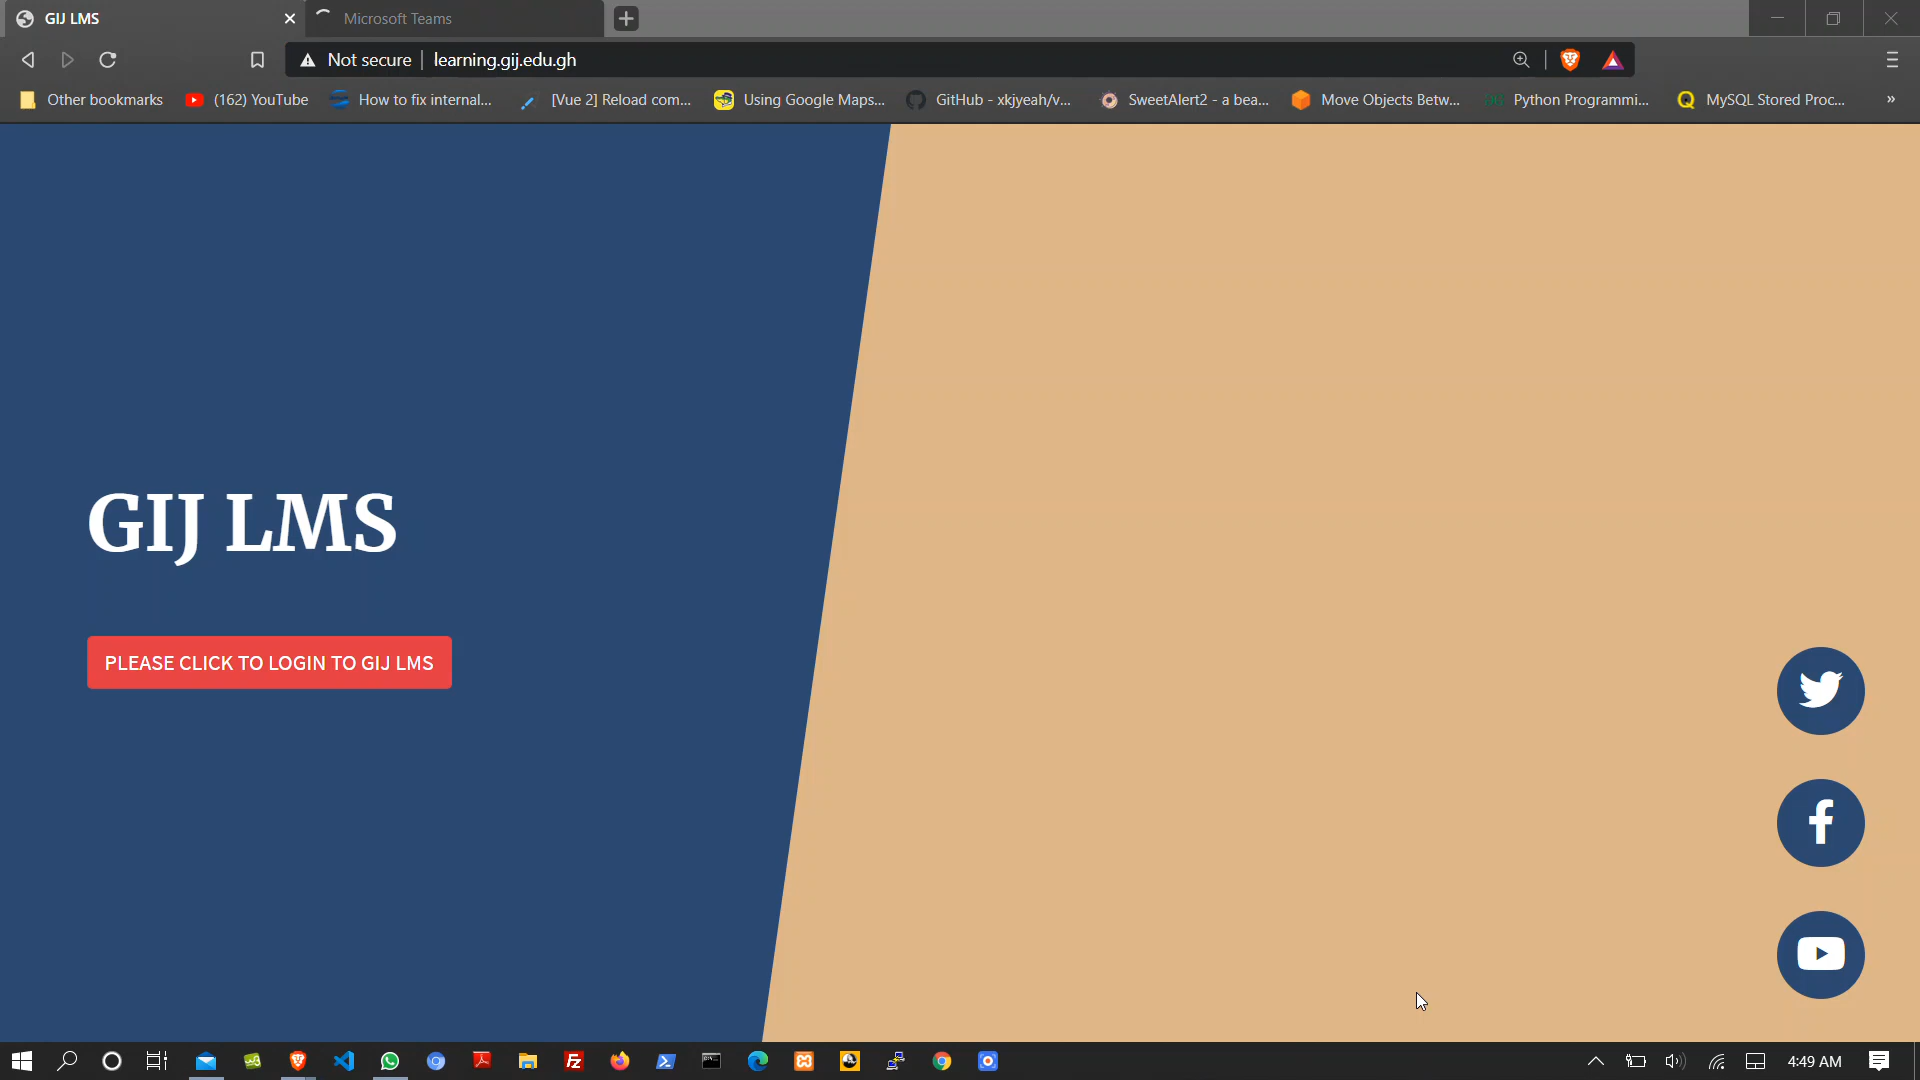 GIJ LMS
Microsoft Teams
Not secure
learning.gij.edu.gh
Other bookmarks
(162) YouTube
How to fix internal...
[Vue 2] Reload com...
Using Google Maps...
GitHub - xkjyeah/v...
SweetAlert2 - a bea...
Move Objects Betw...
Python Programmi...
MySQL Stored Proc...
»
GIJ LMS
PLEASE CLICK TO LOGIN TO GIJ LMS
4:49 AM